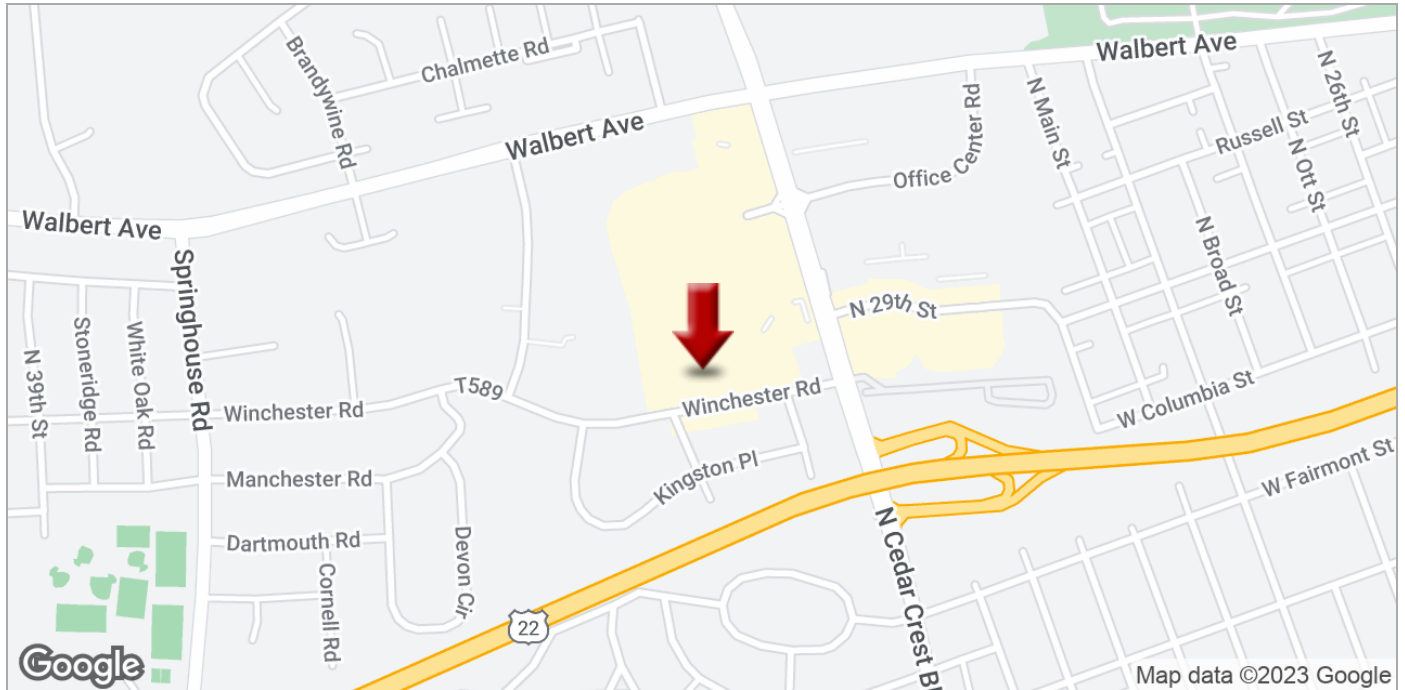 Walbert Ave
Brandywine Rd
Chalmette Rd
Walbert Ave
N 26th St
N Main St
Office Center Rd
Russell St
N Ott St
Walbert Ave
Springhouse Rd
N Broad St
N 29th St
N 39th St
Stoneridge Rd
White Oak Rd
T589
Winchester Rd
Winchester Rd
W Columbia St
Manchester Rd
Kingston Pl
W Fairmont St
Dartmouth Rd
Devon Cir
Cornell Rd
N Cedar Crest Bl
22
Google
Map data ©2023 Google